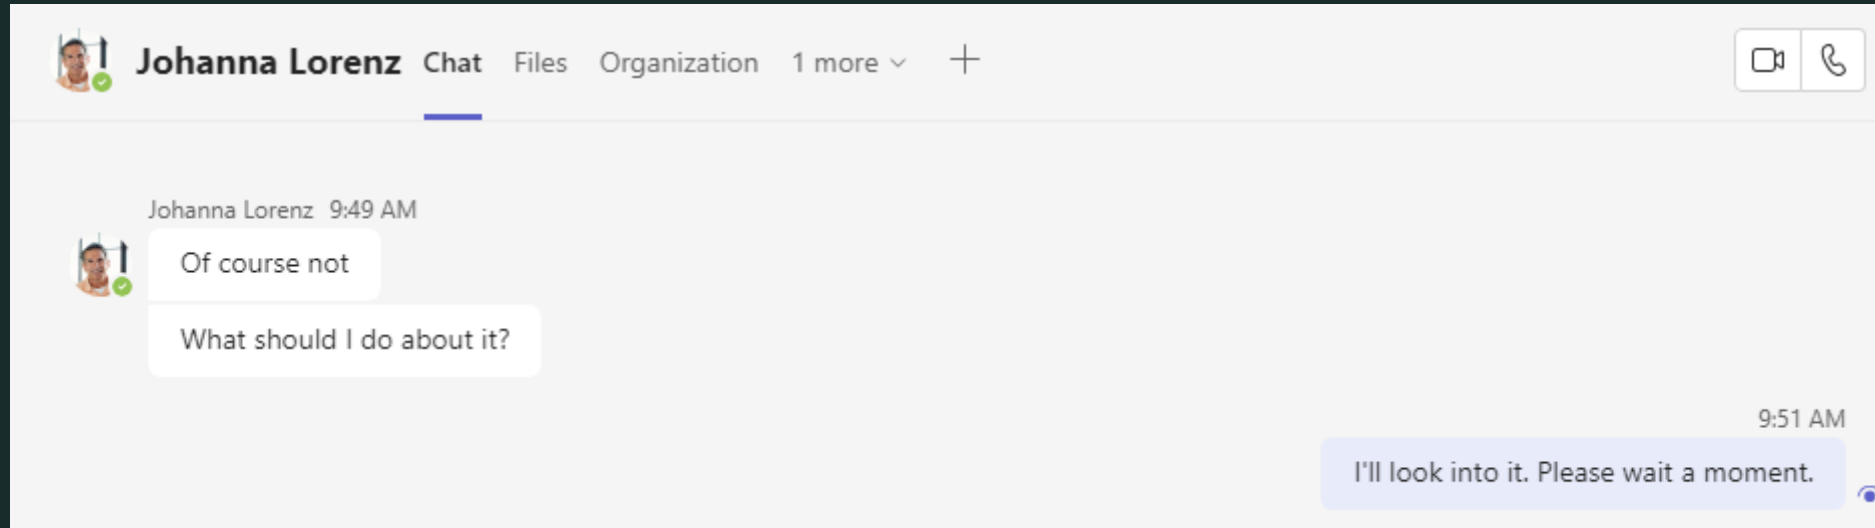 Johanna Lorenz Chat Files Organization 1 more
Johanna Lorenz 9:49 AM
Of course not
What should I do about it?
9:51 AM
I'll look into it. Please wait a moment.